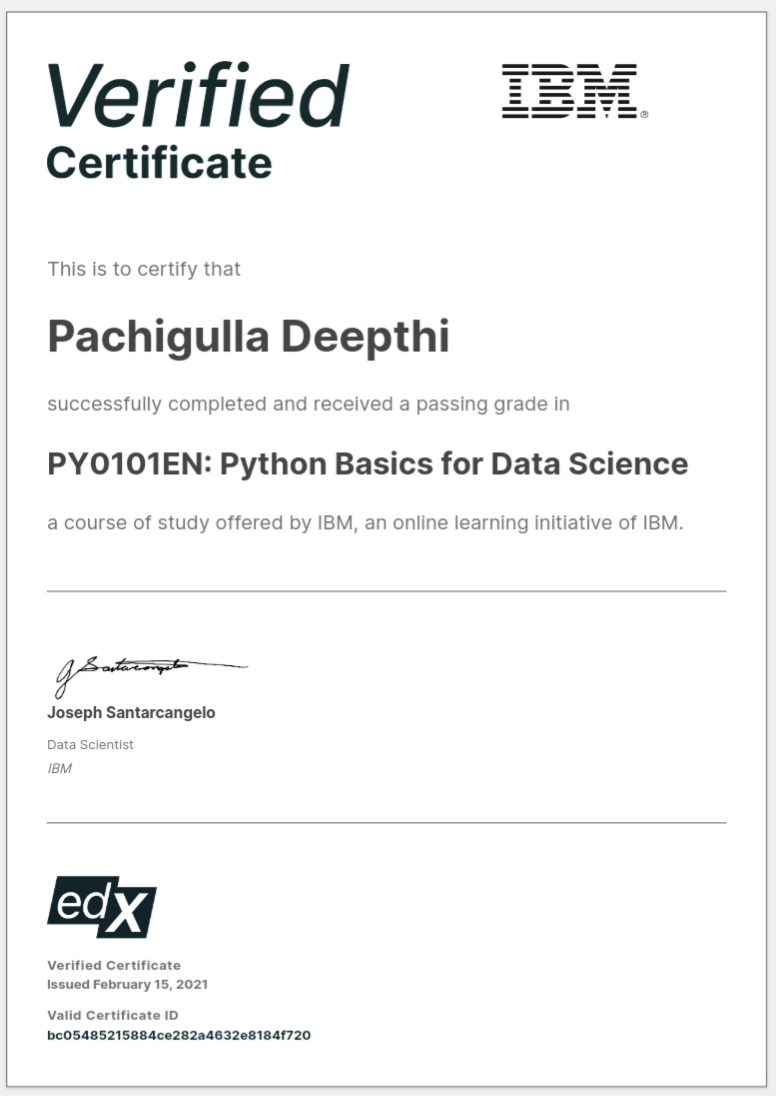 Verified
Certificate
IBM®
This is to certify that
Pachigulla Deepthi
successfully completed and received a passing grade in
PY0101EN: Python Basics for Data Science
a course of study offered by IBM, an online learning initiative of IBM.
J Santarcangelo
Joseph Santarcangelo
Data Scientist
IBM
edX
Verified Certificate
Issued February 15, 2021
Valid Certificate ID
bc05485215884ce282a4632e8184f720